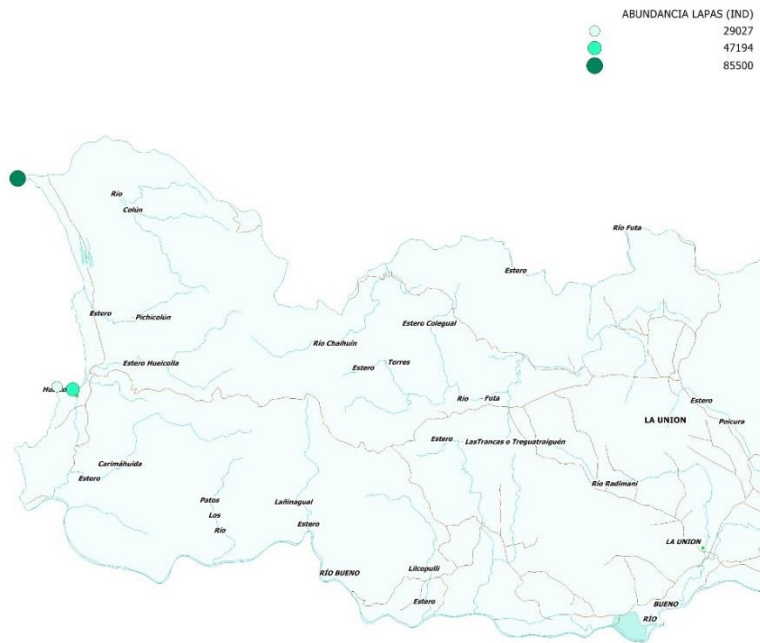 ABUNDANCIA LAPAS (IND)
29027
47194
85500
Río
Colún
Río Futa
Estero
Estero
Pichicolún
Estero Colegual
Río Chaihuín
Estero Huelcolla
Torres
Estero
Río
Futa
Estero
Poicura
LA UNION
Estero
LasTrancas o Treguatraiguén
Carimáhuida
Estero
Río Radimani
Patos
Los
Río
Lañinagual
Estero
LA UNION
RÍO BUENO
Lilcopulli
Estero
BUENO
RÍO